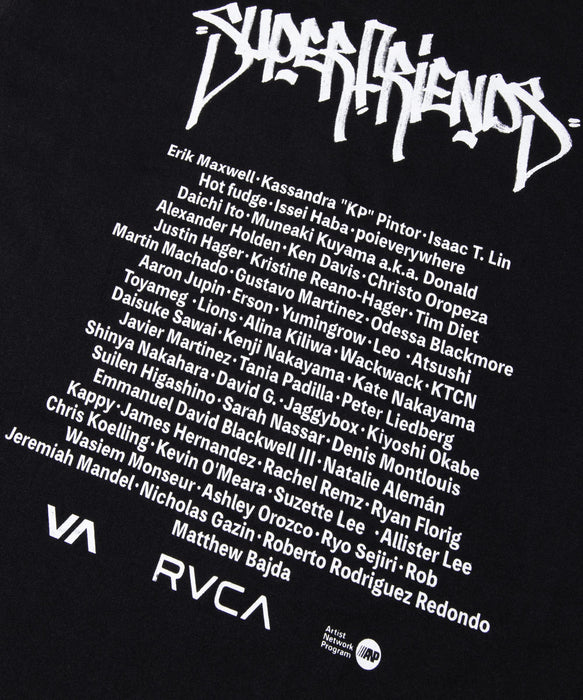 SUPERFRIENDS
Erik Maxwell·Kassandra "KP" Pintor·Isaac T. Lin
Hot fudge·Issei Haba·poieverywhere
Daichi Ito·Muneaki Kuyama a.k.a. Donald
Alexander Holden·Ken Davis·Christo Oropeza
Justin Hager·Kristine Reano-Hager·Tim Diet
Martin Machado·Gustavo Martinez·Odessa Blackmore
Aaron Jupin·Erson·Yumingrow·Leo·Atsushi
Toyameg·Lions·Alina Kiliwa·Wackwack·KTCN
Daisuke Sawai·Kenji Nakayama·Kate Nakayama
Javier Martinez·Tania Padilla·Peter Liedberg
Shinya Nakahara·David G.·Jaggybox·Kiyoshi Okabe
Suilen Higashino·Sarah Nassar·Denis Montlouis
Emmanuel David Blackwell III·Natalie Alemán
Kappy·James Hernandez·Rachel Remz·Ryan Florig
Chris Koelling·Kevin O'Meara·Suzette Lee·Allister Lee
Wasiem Monseur·Ashley Orozco·Ryo Sejiri·Rob
Jeremiah Mandel·Nicholas Gazin·Roberto Rodriguez Redondo
Matthew Bajda
VA
RVCA
Artist
Network
Program
ANP